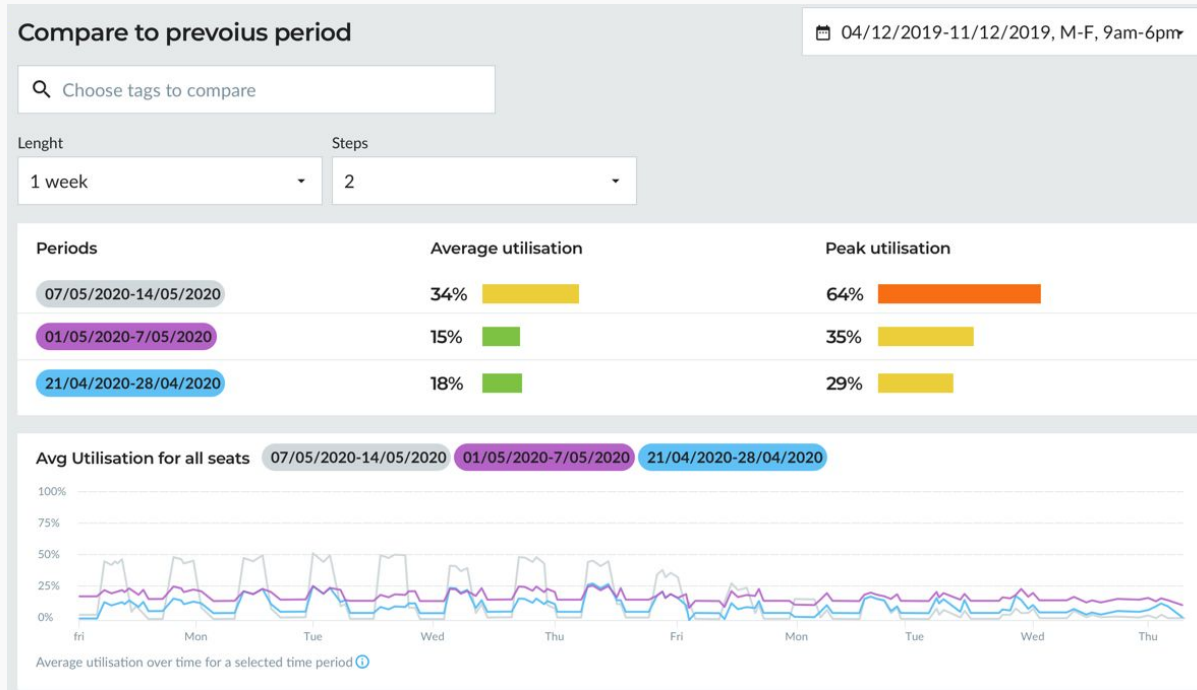 Compare to prevoius period
04/12/2019-11/12/2019, M-F, 9am-6pm
Choose tags to compare
Lenght Steps
1 week 2
Periods Average utilisation Peak utilisation
07/05/2020-14/05/2020 34% 64%
01/05/2020-7/05/2020 15% 35%
21/04/2020-28/04/2020 18% 29%
Avg Utilisation for all seats 07/05/2020-14/05/2020 01/05/2020-7/05/2020 21/04/2020-28/04/2020
100%
75%
50%
25%
0%
fri Mon Tue Wed Thu Fri Mon Tue Wed Thu
Average utilisation over time for a selected time period